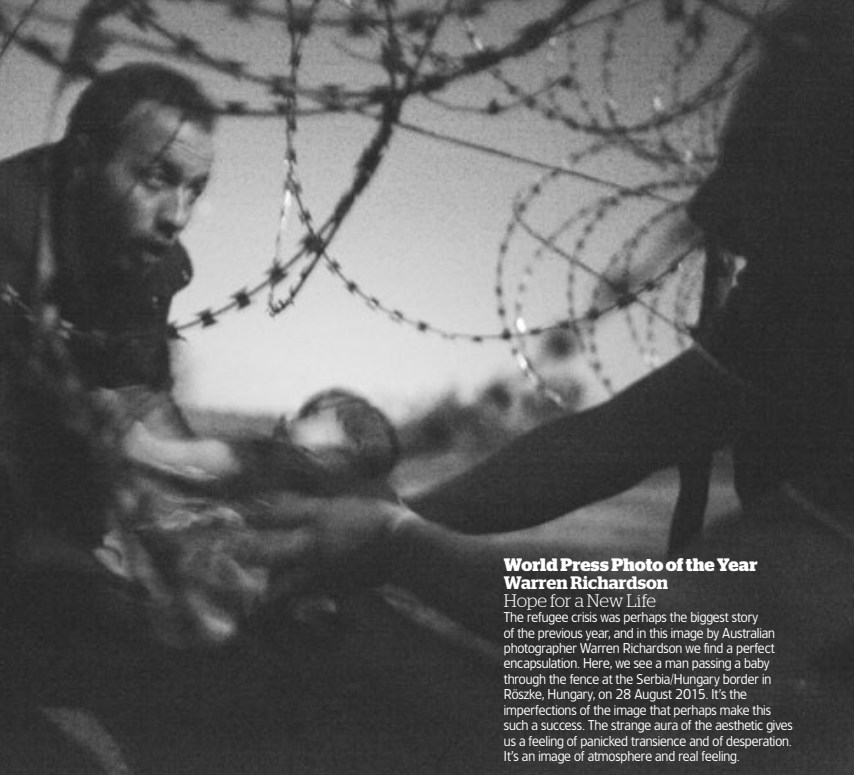 World Press Photo of the Year
Warren Richardson
Hope for a New Life
The refugee crisis was perhaps the biggest story
of the previous year, and in this image by Australian
photographer Warren Richardson we find a perfect
encapsulation. Here, we see a man passing a baby
through the fence at the Serbia/Hungary border in
Röszke, Hungary, on 28 August 2015. It's the
imperfections of the image that perhaps make this
such a success. The strange aura of the aesthetic gives
us a feeling of panicked transience and of desperation.
It's an image of atmosphere and real feeling.